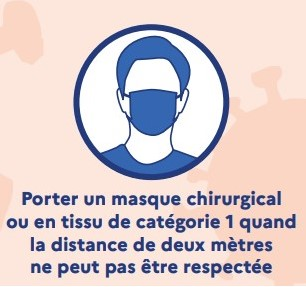 Porter un masque chirurgical
ou en tissu de catégorie 1 quand
la distance de deux mètres
ne peut pas être respectée